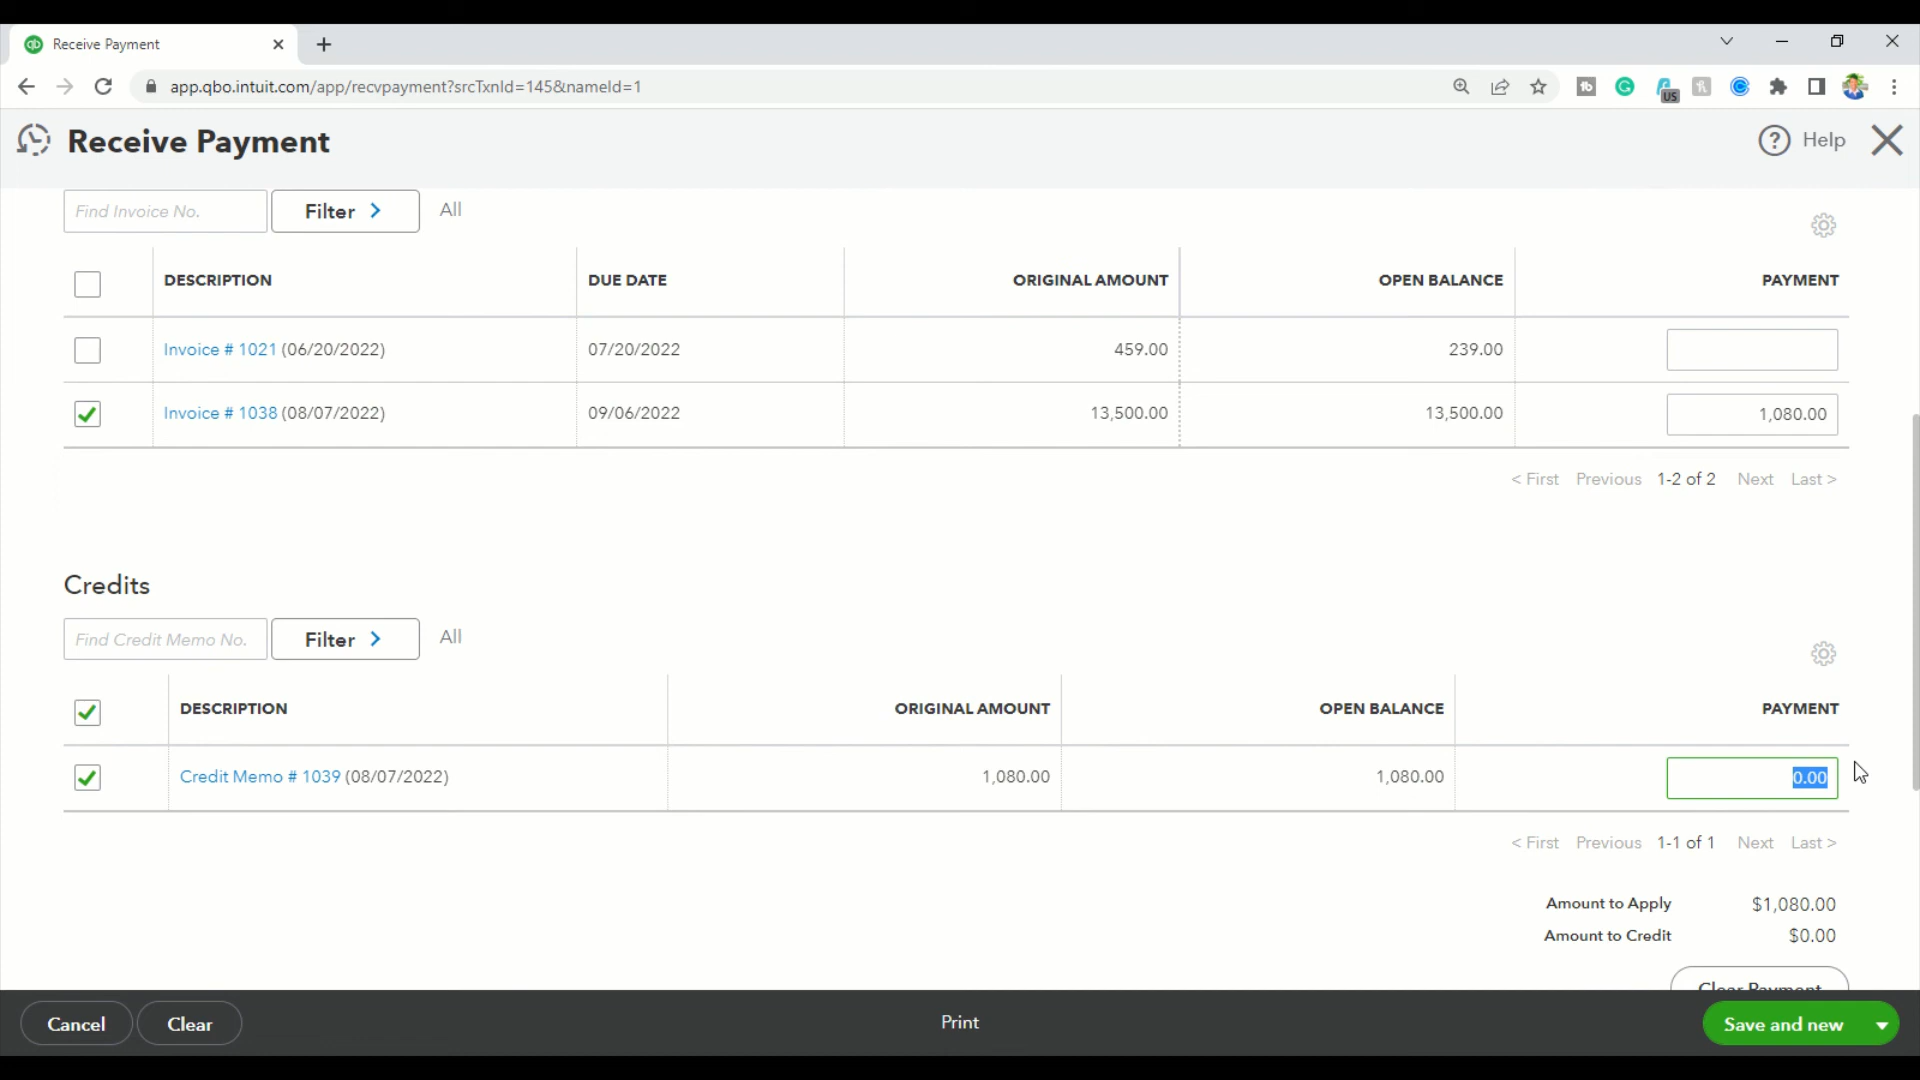 Receive Payment
app.qbo.intuit.com/app/recvpayment?srcTxnId=145&nameId=1
US
Receive Payment
? Help
Find Invoice No. Filter > All
DESCRIPTION DUE DATE ORIGINAL AMOUNT OPEN BALANCE PAYMENT
Invoice # 1021 (06/20/2022) 07/20/2022 459.00 239.00
Invoice # 1038 (08/07/2022) 09/06/2022 13,500.00 13,500.00 1,080.00
< First Previous 1-2 of 2 Next Last >
Credits
Find Credit Memo No. Filter > All
DESCRIPTION ORIGINAL AMOUNT OPEN BALANCE PAYMENT
Credit Memo # 1039 (08/07/2022) 1,080.00 1,080.00 0.00
< First Previous 1-1 of 1 Next Last >
Amount to Apply $1,080.00
Amount to Credit $0.00
Clear Payment
Cancel Clear Print Save and new